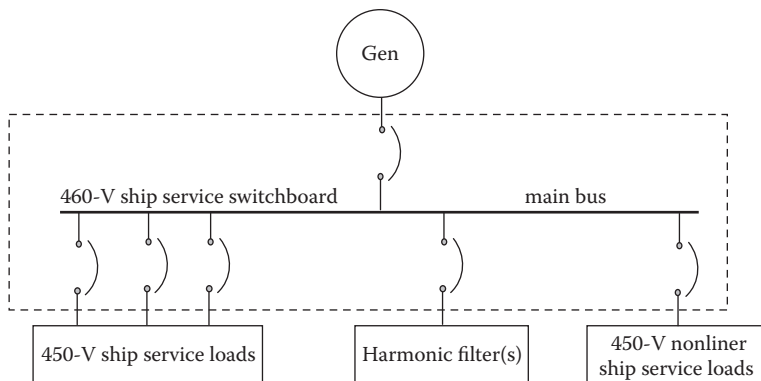 Gen
460-V ship service switchboard
main bus
450-V ship service loads
Harmonic filter(s)
450-V nonliner
ship service loads